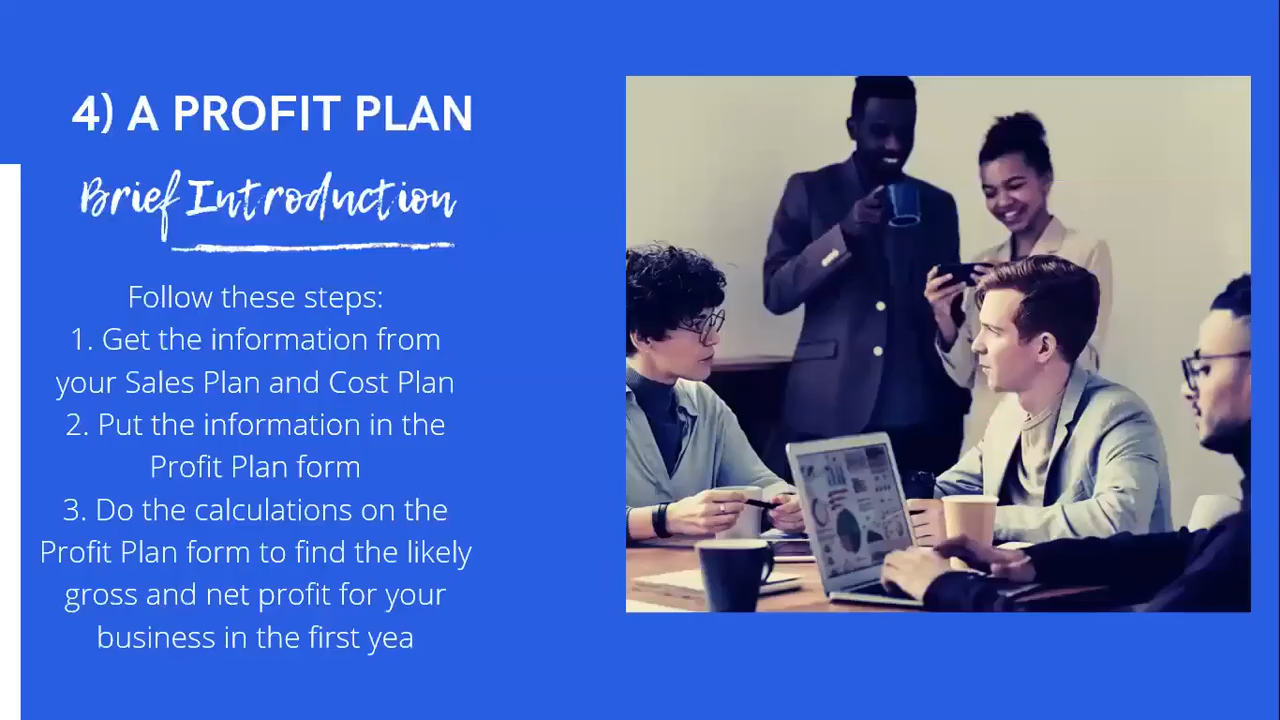 4) A PROFIT PLAN
Brief Introduction
Follow these steps:
1. Get the information from
your Sales Plan and Cost Plan
2. Put the information in the
Profit Plan form
3. Do the calculations on the
Profit Plan form to find the likely
gross and net profit for your
business in the first yea